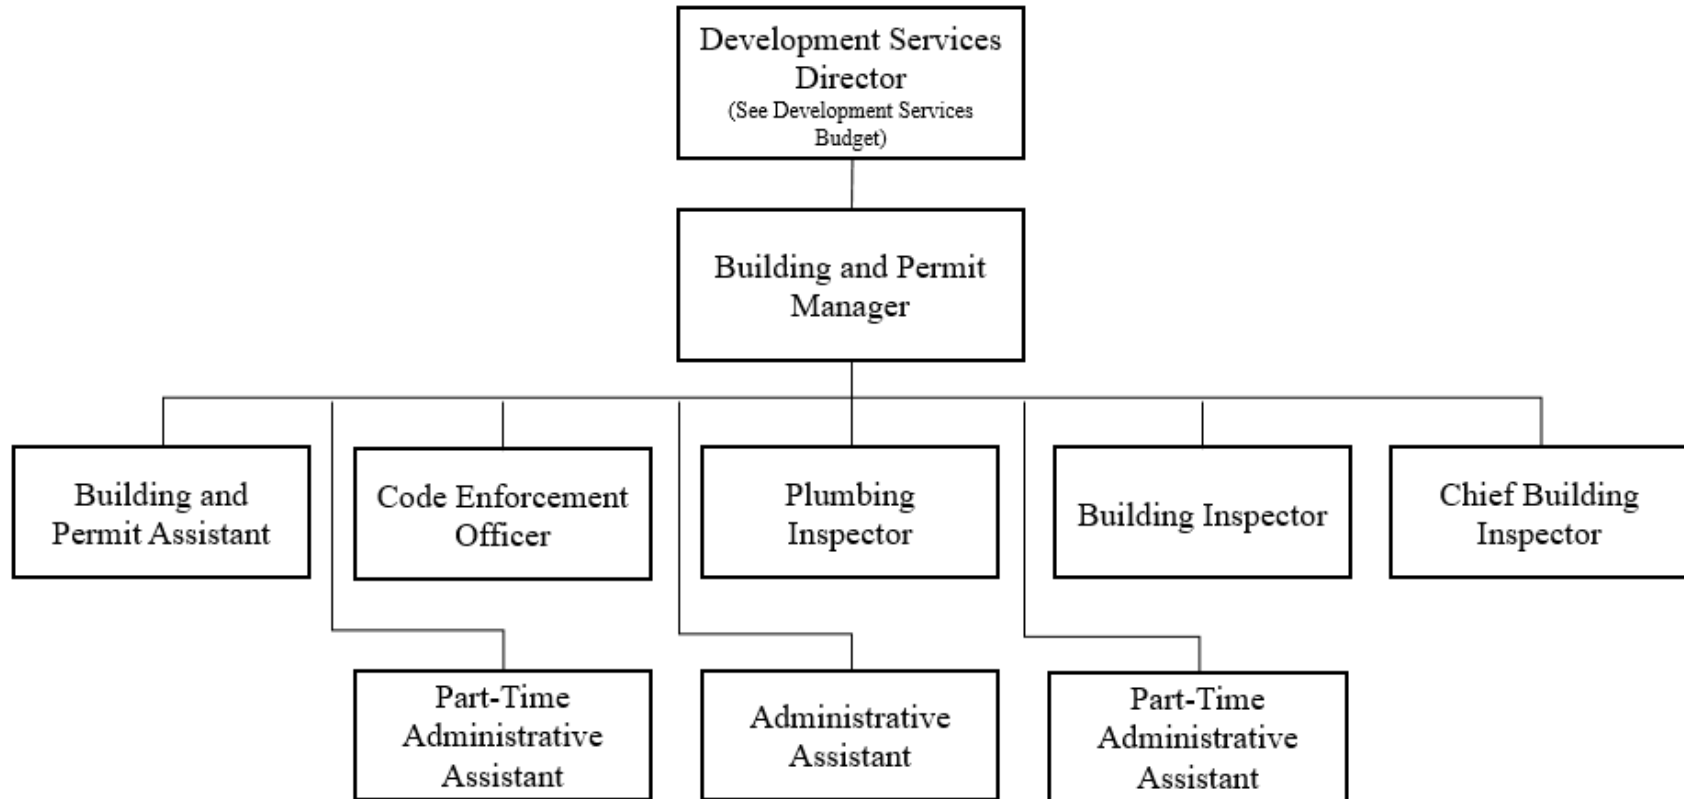 Development Services
Director
(See Development Services
Budget)
Building and Permit
Manager
Building and
Permit Assistant
Code Enforcement
Officer
Plumbing
Inspector
Building Inspector
Chief Building
Inspector
Part-Time
Administrative
Assistant
Administrative
Assistant
Part-Time
Administrative
Assistant